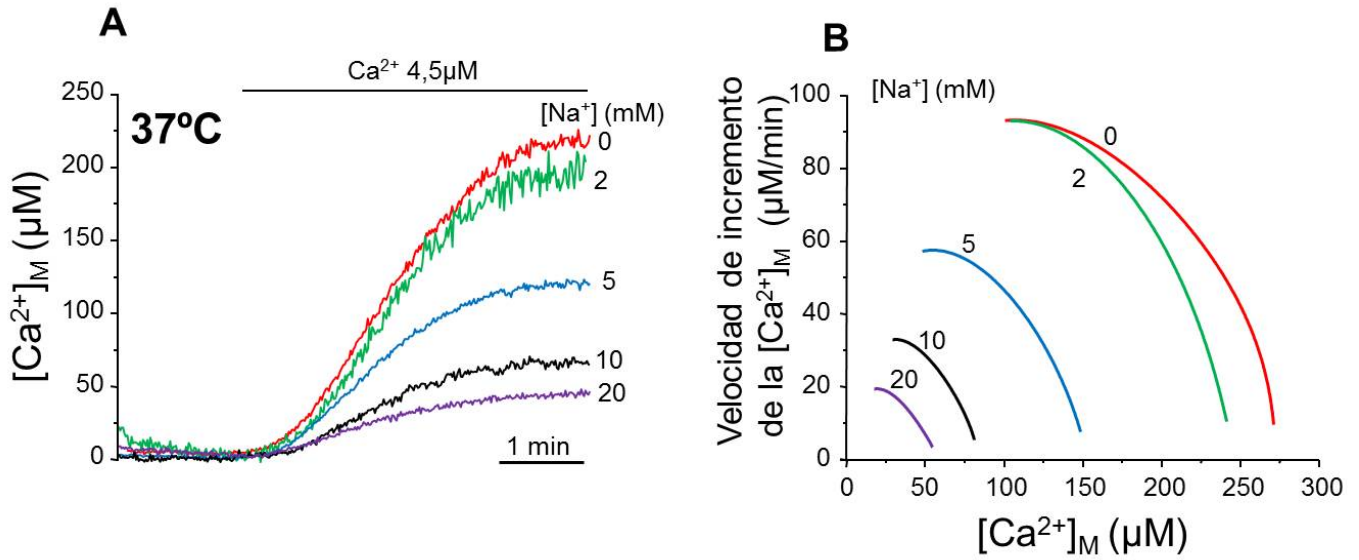 A
Ca²⁺ 4,5µM
[Na⁺] (mM)
37ºC
[Ca²⁺]M (µM)
250
200
150
100
50
0
0
2
5
10
20
1 min
B
[Na⁺] (mM)
Velocidad de incremento
de la [Ca²⁺]M (µM/min)
100
80
60
40
20
0
0
2
5
10
20
0 50 100 150 200 250 300
[Ca²⁺]M (µM)